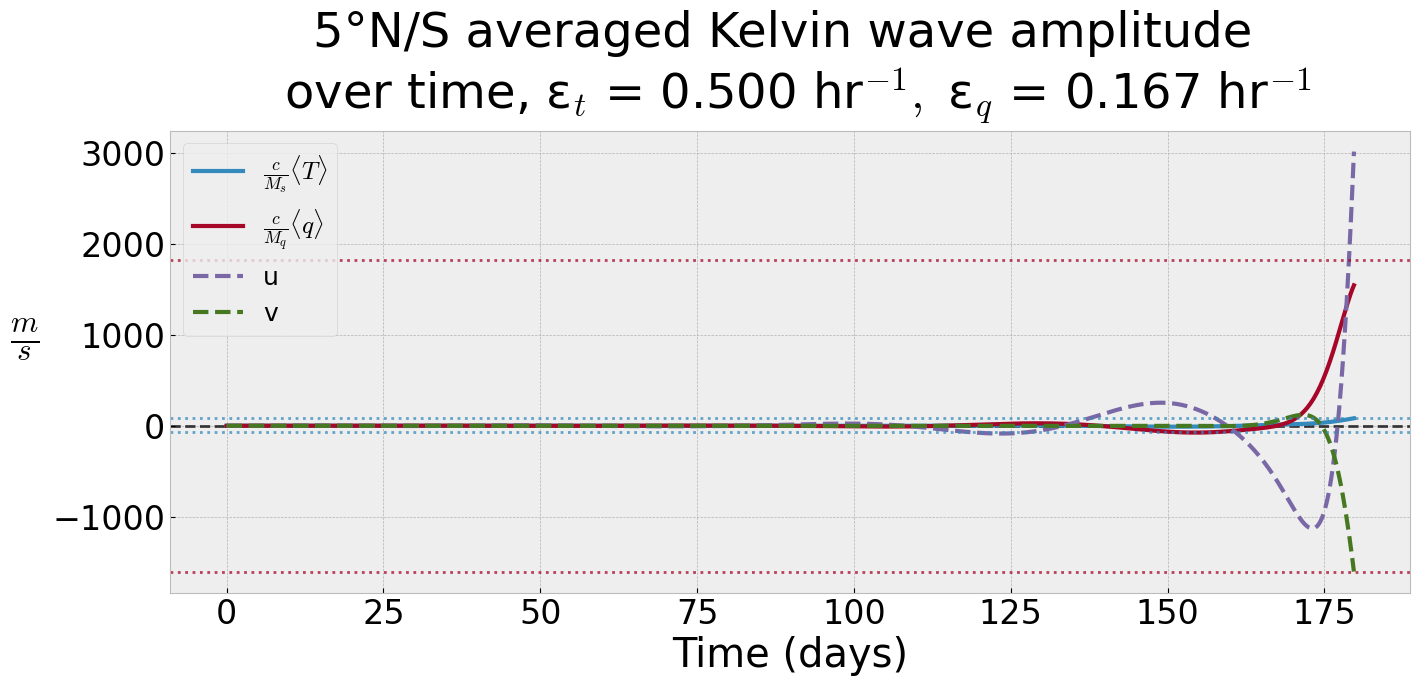 5°N/S averaged Kelvin wave amplitude
over time, ε_t = 0.500 hr^{−1}, ε_q = 0.167 hr^{−1}
3000
2000
1000
0
−1000
m/s
c/M_s ⟨T⟩
c/M_q ⟨q⟩
u
v
0 25 50 75 100 125 150 175
Time (days)